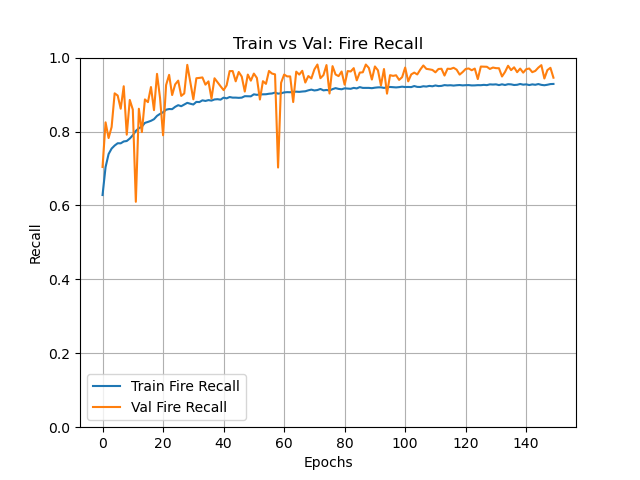 Train vs Val: Fire Recall
Recall
1.0
0.8
0.6
0.4
0.2
0.0
Train Fire Recall
Val Fire Recall
0 20 40 60 80 100 120 140
Epochs